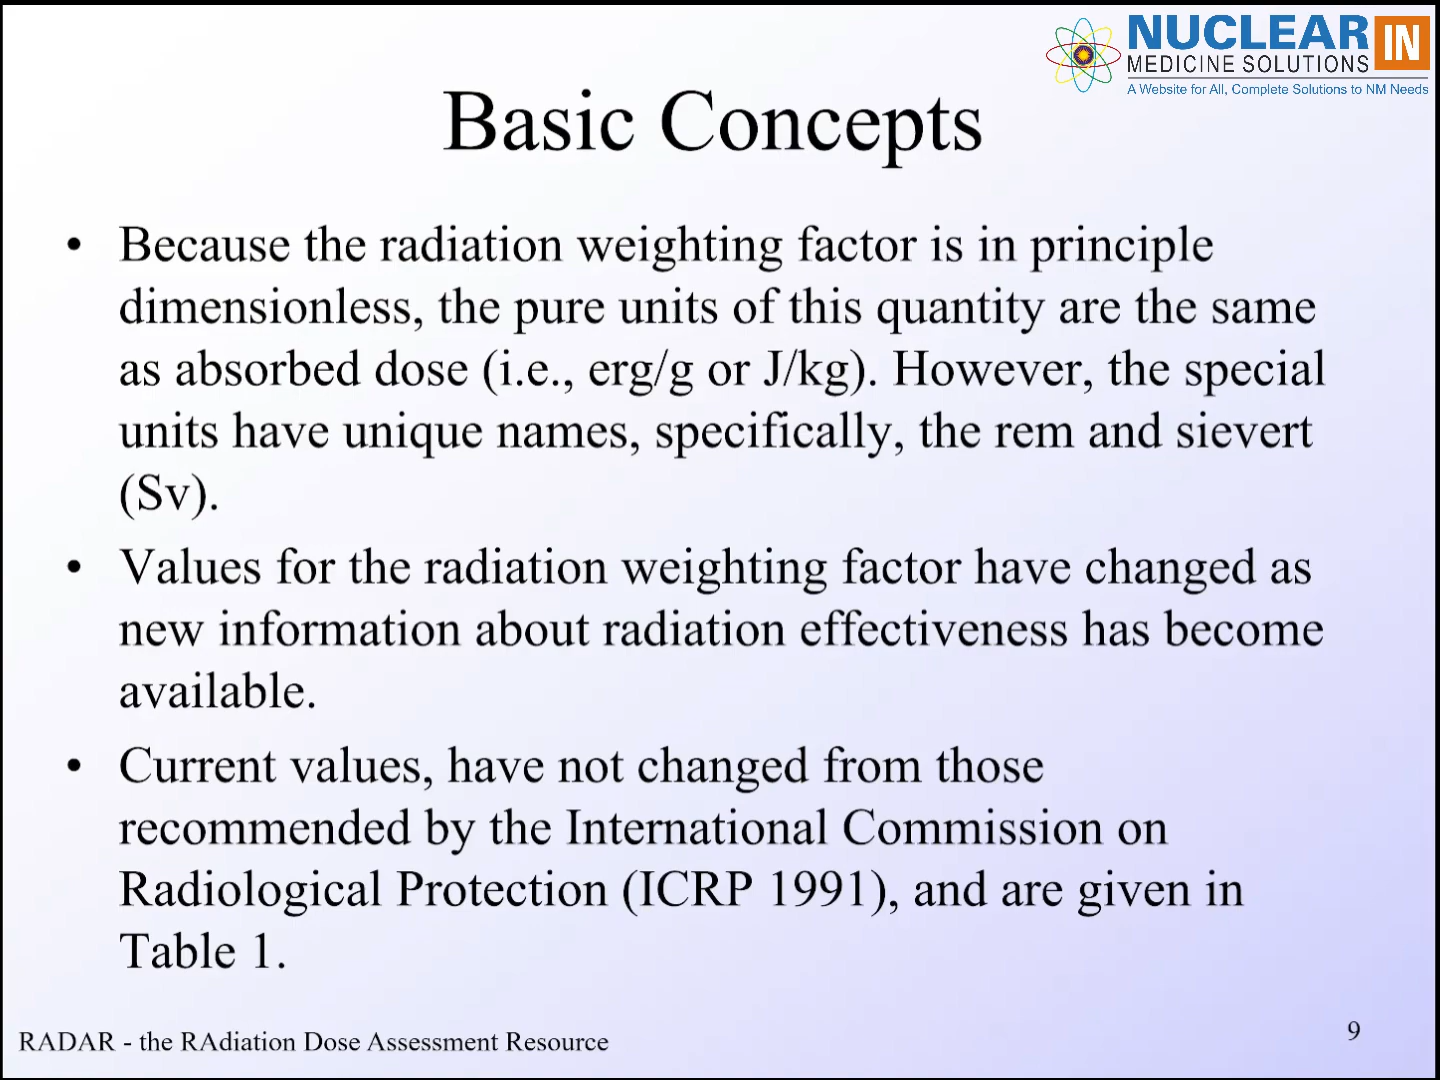 NUCLEAR IN
MEDICINE SOLUTIONS
A Website for All, Complete Solutions to NM Needs
Basic Concepts
• Because the radiation weighting factor is in principle
dimensionless, the pure units of this quantity are the same
as absorbed dose (i.e., erg/g or J/kg). However, the special
units have unique names, specifically, the rem and sievert
(Sv).
• Values for the radiation weighting factor have changed as
new information about radiation effectiveness has become
available.
• Current values, have not changed from those
recommended by the International Commission on
Radiological Protection (ICRP 1991), and are given in
Table 1.
RADAR - the RAdiation Dose Assessment Resource
9